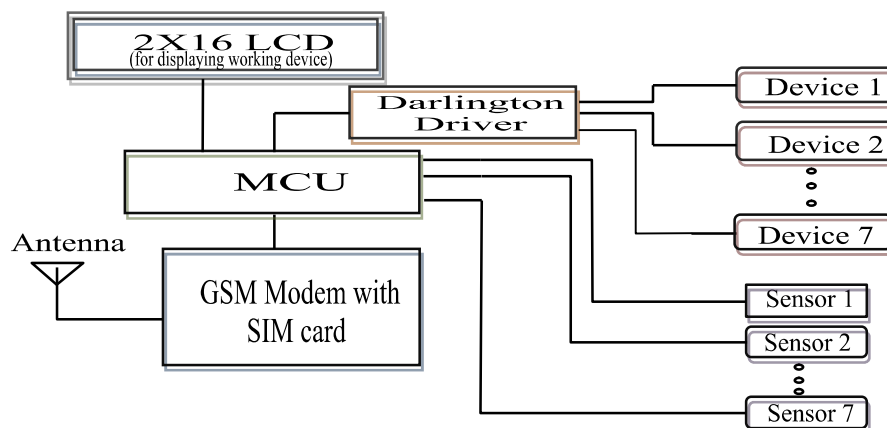 2X16 LCD
(for displaying working device)
Darlington
Driver
Device 1
Device 2
MCU
Device 7
Antenna
GSM Modem with
SIM card
Sensor 1
Sensor 2
Sensor 7